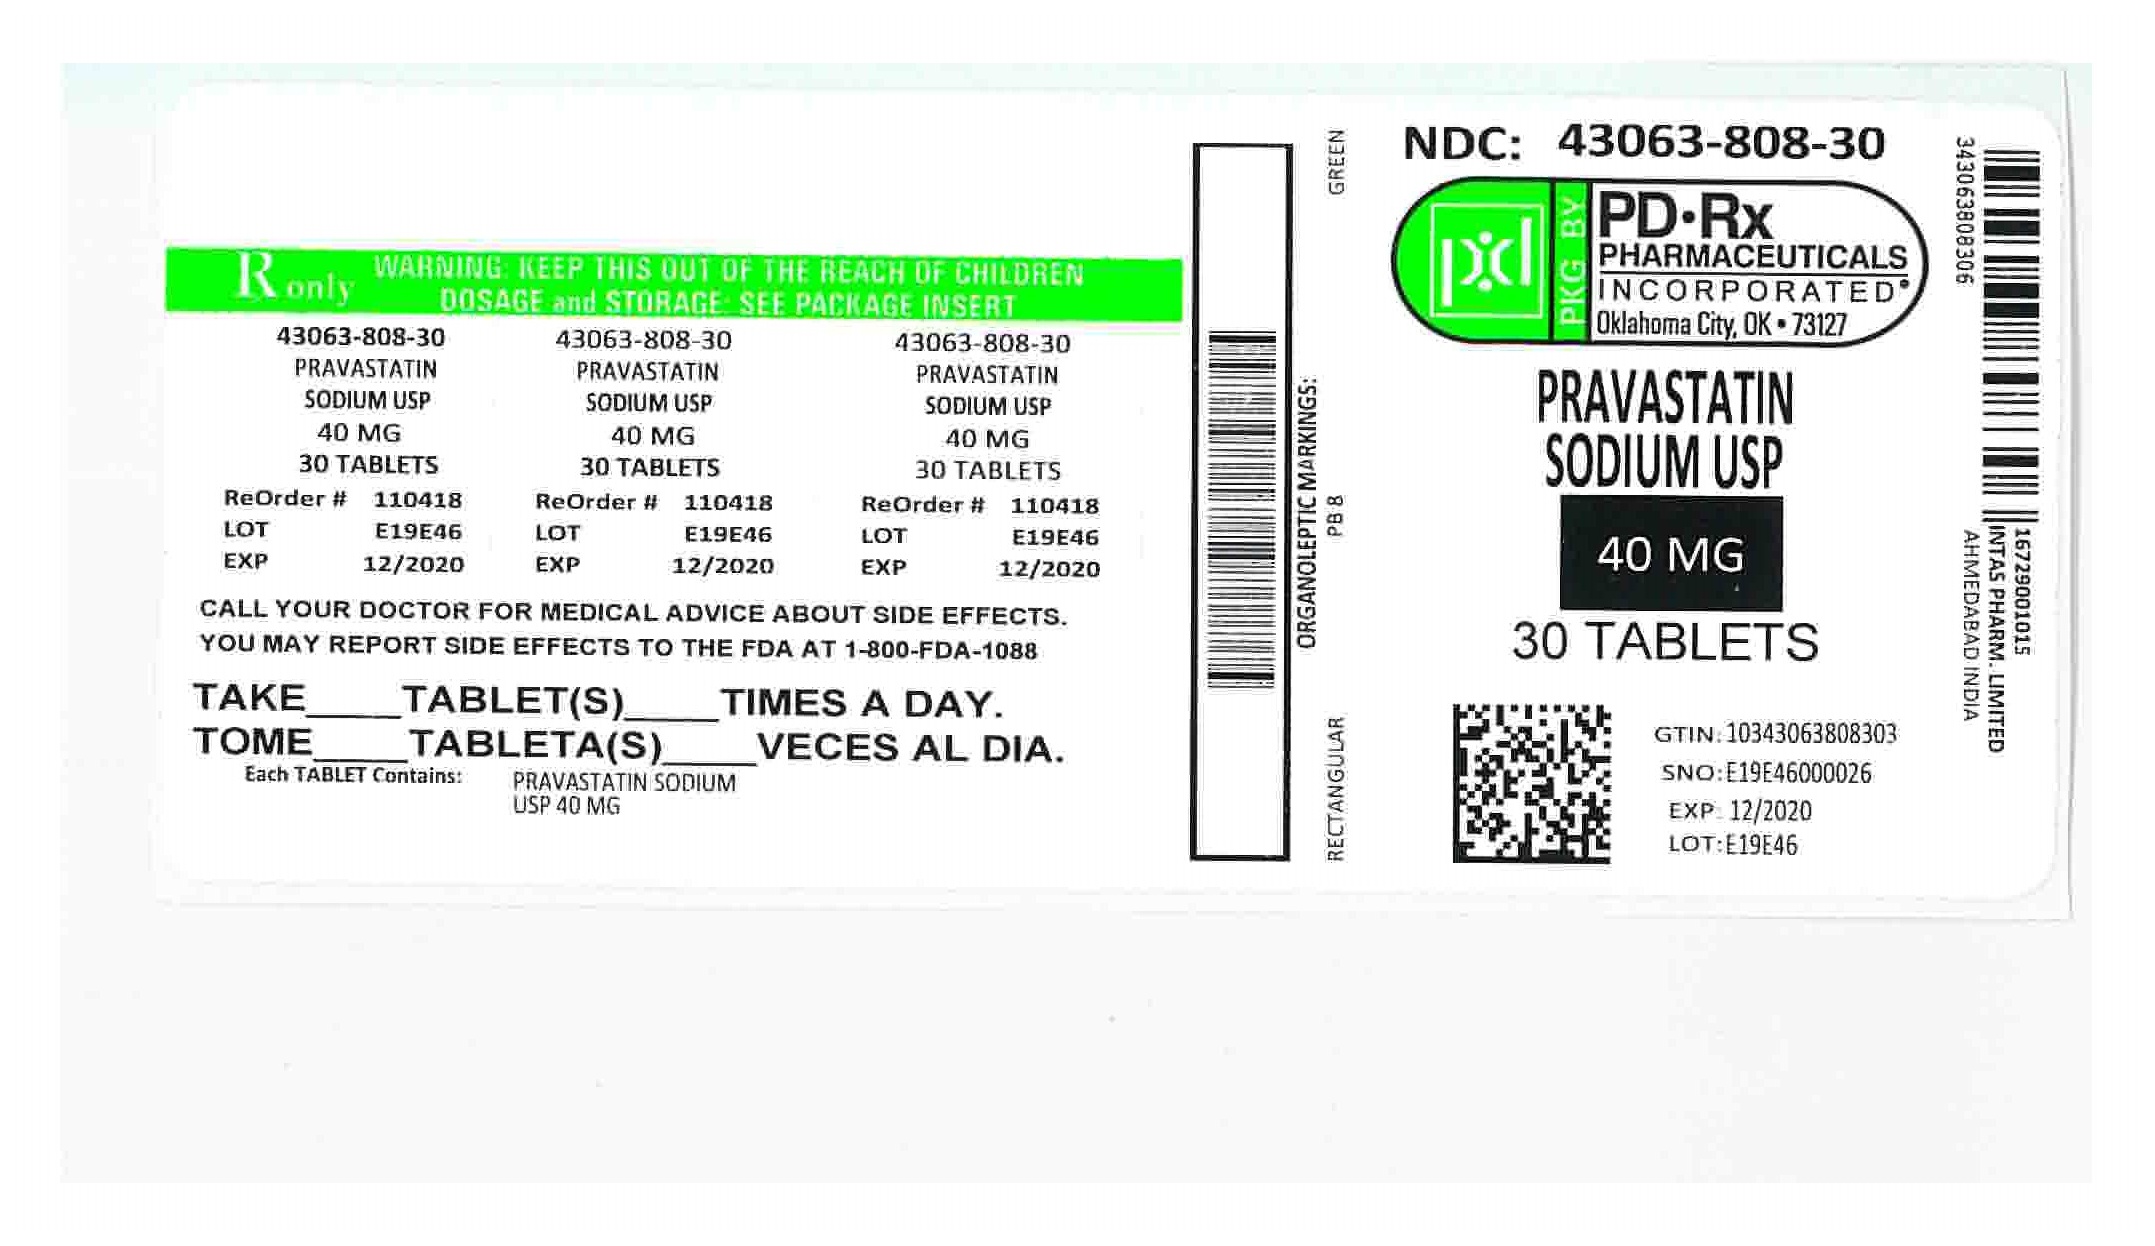 Rx only
WARNING: KEEP THIS OUT OF THE REACH OF CHILDREN
DOSAGE and STORAGE: SEE PACKAGE INSERT
43063-808-30
PRAVASTATIN
SODIUM USP
40 MG
30 TABLETS
ReOrder # 110418
LOT E19E46
EXP 12/2020
43063-808-30
PRAVASTATIN
SODIUM USP
40 MG
30 TABLETS
ReOrder # 110418
LOT E19E46
EXP 12/2020
43063-808-30
PRAVASTATIN
SODIUM USP
40 MG
30 TABLETS
ReOrder # 110418
LOT E19E46
EXP 12/2020
CALL YOUR DOCTOR FOR MEDICAL ADVICE ABOUT SIDE EFFECTS.
YOU MAY REPORT SIDE EFFECTS TO THE FDA AT 1-800-FDA-1088
TAKE____TABLET(S)____TIMES A DAY.
TOME____TABLETA(S)____VECES AL DIA.
Each TABLET Contains: PRAVASTATIN SODIUM
USP 40 MG
ORGANOLEPTIC MARKINGS:
RECTANGULAR PB 8 GREEN
NDC: 43063-808-30
pd
PKG BY
PD·Rx
PHARMACEUTICALS
INCORPORATED®
Oklahoma City, OK • 73127
PRAVASTATIN
SODIUM USP
40 MG
30 TABLETS
GTIN: 10343063808303
SNO: E19E46000026
EXP: 12/2020
LOT: E19E46
343063808306
16729001015
INTAS PHARM. LIMITED
AHMEDABAD INDIA